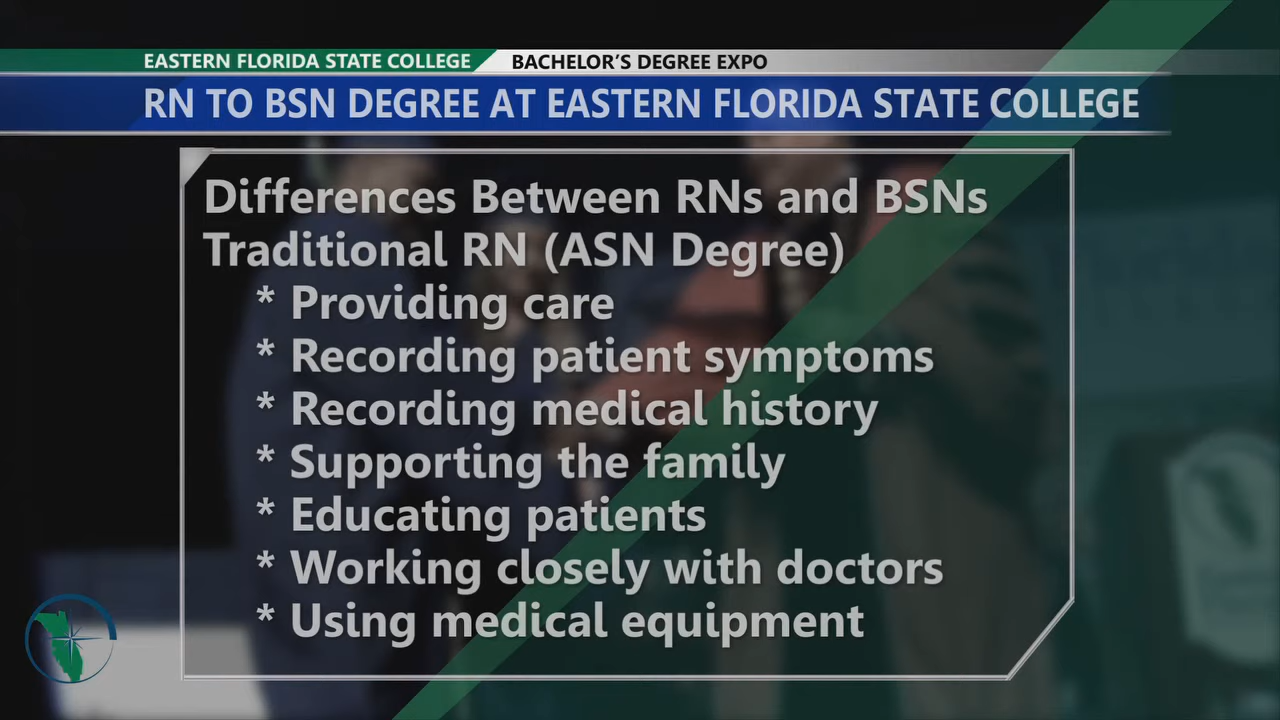 EASTERN FLORIDA STATE COLLEGE BACHELOR'S DEGREE EXPO
RN TO BSN DEGREE AT EASTERN FLORIDA STATE COLLEGE
Differences Between RNs and BSNs
Traditional RN (ASN Degree)
* Providing care
* Recording patient symptoms
* Recording medical history
* Supporting the family
* Educating patients
* Working closely with doctors
* Using medical equipment